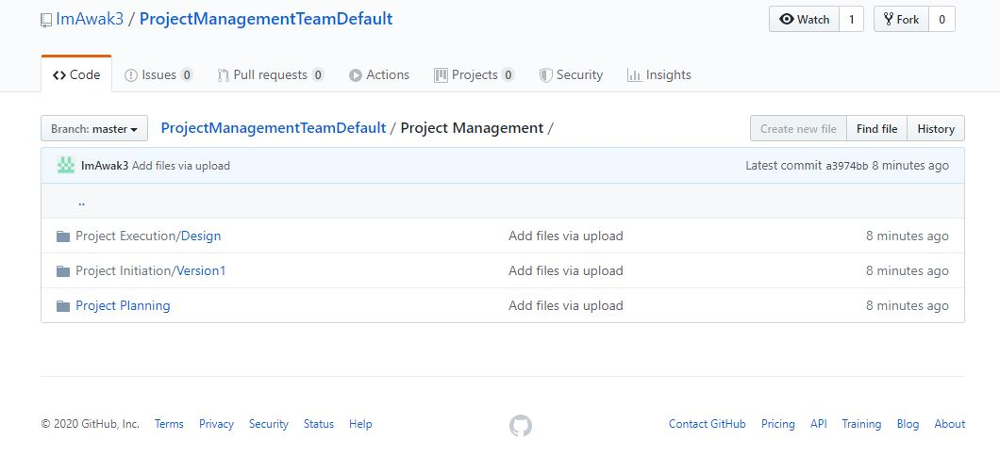 ImAwak3 / ProjectManagementTeamDefault
Watch 1 Fork 0
Code Issues 0 Pull requests 0 Actions Projects 0 Security Insights
Branch: master ProjectManagementTeamDefault / Project Management / Create new file Find file History
ImAwak3 Add files via upload Latest commit a3974bb 8 minutes ago
..
Project Execution/Design Add files via upload 8 minutes ago
Project Initiation/Version1 Add files via upload 8 minutes ago
Project Planning Add files via upload 8 minutes ago
© 2020 GitHub, Inc. Terms Privacy Security Status Help Contact GitHub Pricing API Training Blog About